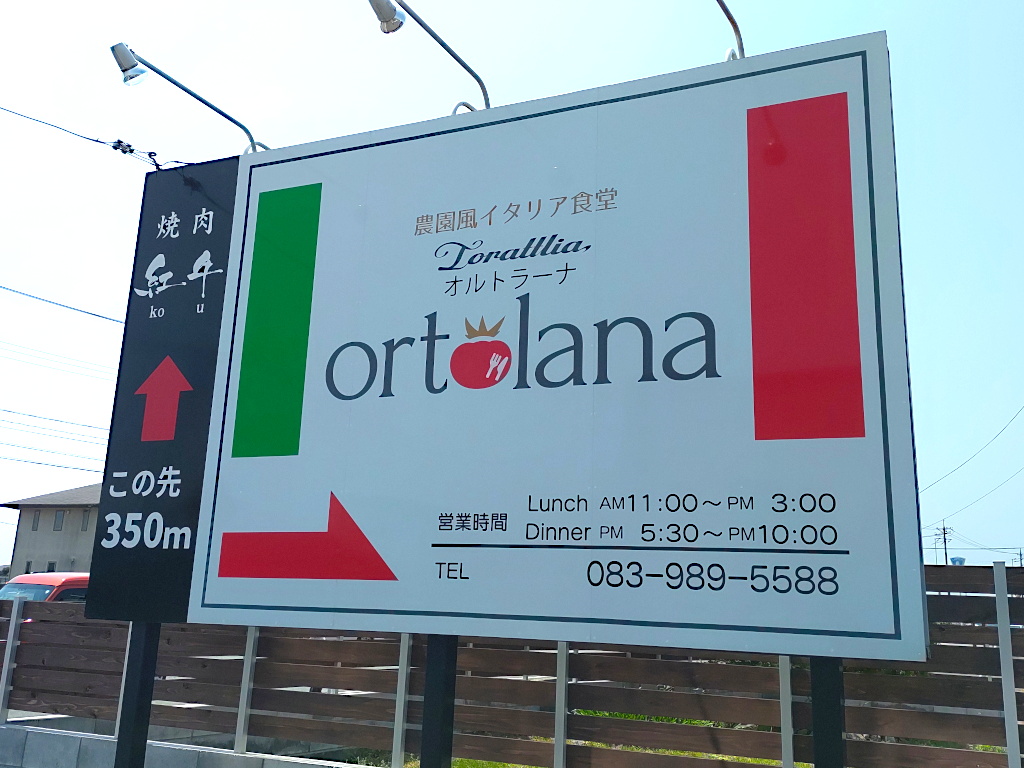 焼肉
紅牛
ko u
この先
350m
農園風イタリア食堂
オルトラーナ
ortolana
営業時間
Lunch AM11:00～PM 3:00
Dinner PM 5:30～PM10:00
TEL 083-989-5588